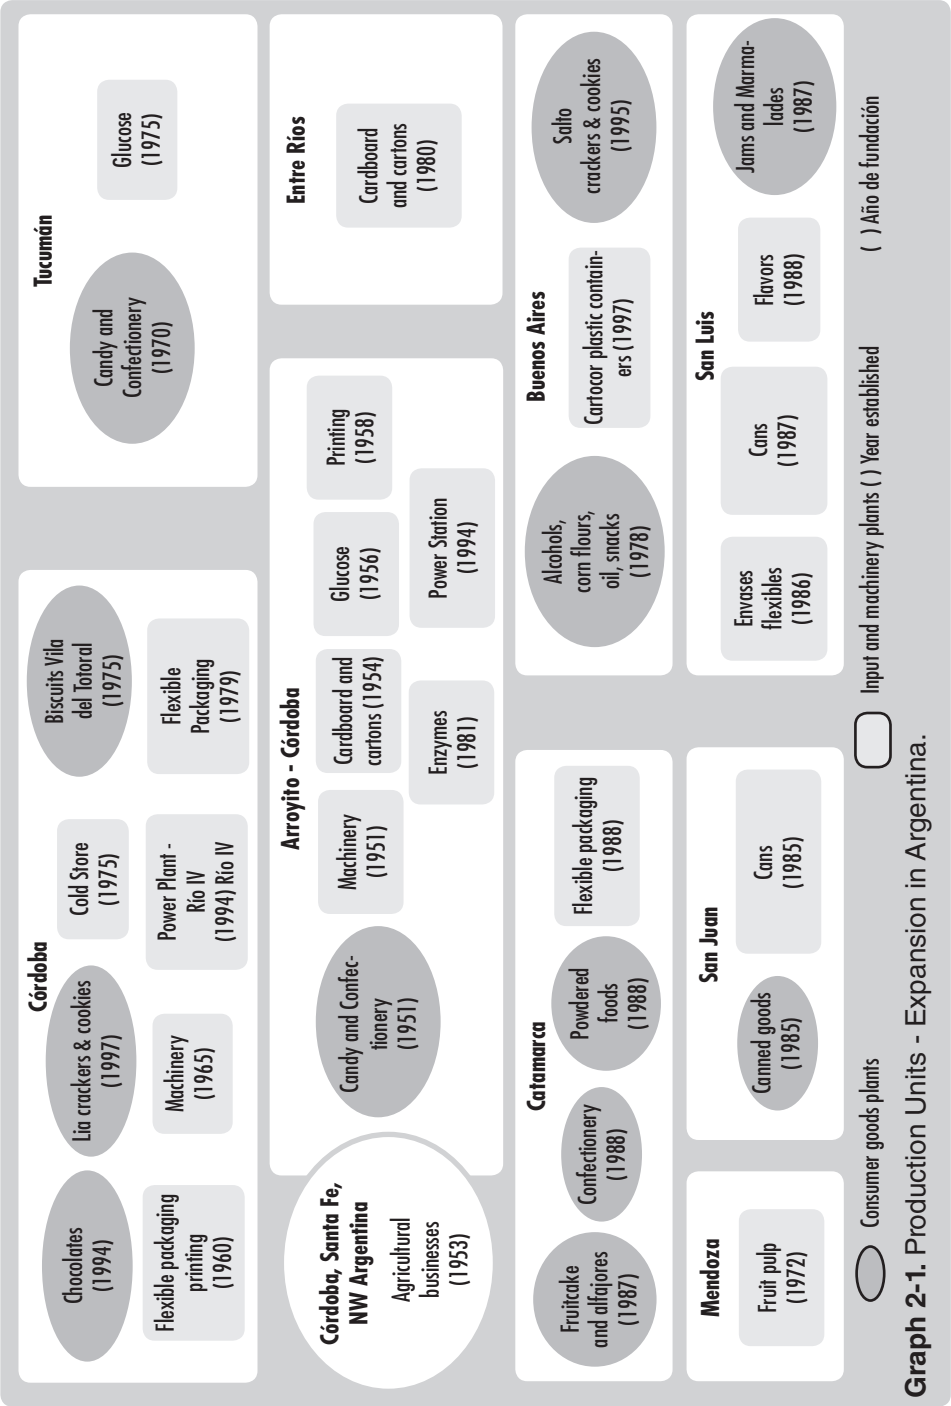 Córdoba
Chocolates
(1994)
Lia crackers & cookies
(1997)
Cold Store
(1975)
Biscuits Vila
del Totoral
(1975)
Flexible packaging
printing
(1960)
Machinery
(1965)
Power Plant -
Río IV
(1994) Río IV
Flexible
Packaging
(1979)
Tucumán
Candy and
Confectionery
(1970)
Glucose
(1975)
Córdoba, Santa Fe,
NW Argentina
Agricultural
businesses
(1953)
Arroyito - Córdoba
Candy and Confec-
tionery
(1951)
Machinery
(1951)
Cardboard and
cartons (1954)
Glucose
(1956)
Printing
(1958)
Enzymes
(1981)
Power Station
(1994)
Entre Ríos
Cardboard
and cartons
(1980)
Catamarca
Fruitcake
and alfajores
(1987)
Confectionery
(1988)
Powdered
foods
(1988)
Flexible packaging
(1988)
Buenos Aires
Alcohols,
corn flours,
oil, snacks
(1978)
Cartocor plastic contain-
ers (1997)
Salto
crackers & cookies
(1995)
Mendoza
Fruit pulp
(1972)
San Juan
Canned goods
(1985)
Cans
(1985)
San Luis
Envases
flexibles
(1986)
Cans
(1987)
Flavors
(1988)
Jams and Marma-
lades
(1987)
Consumer goods plants
Input and machinery plants ( ) Year established
( ) Año de fundación
Graph 2-1. Production Units - Expansion in Argentina.